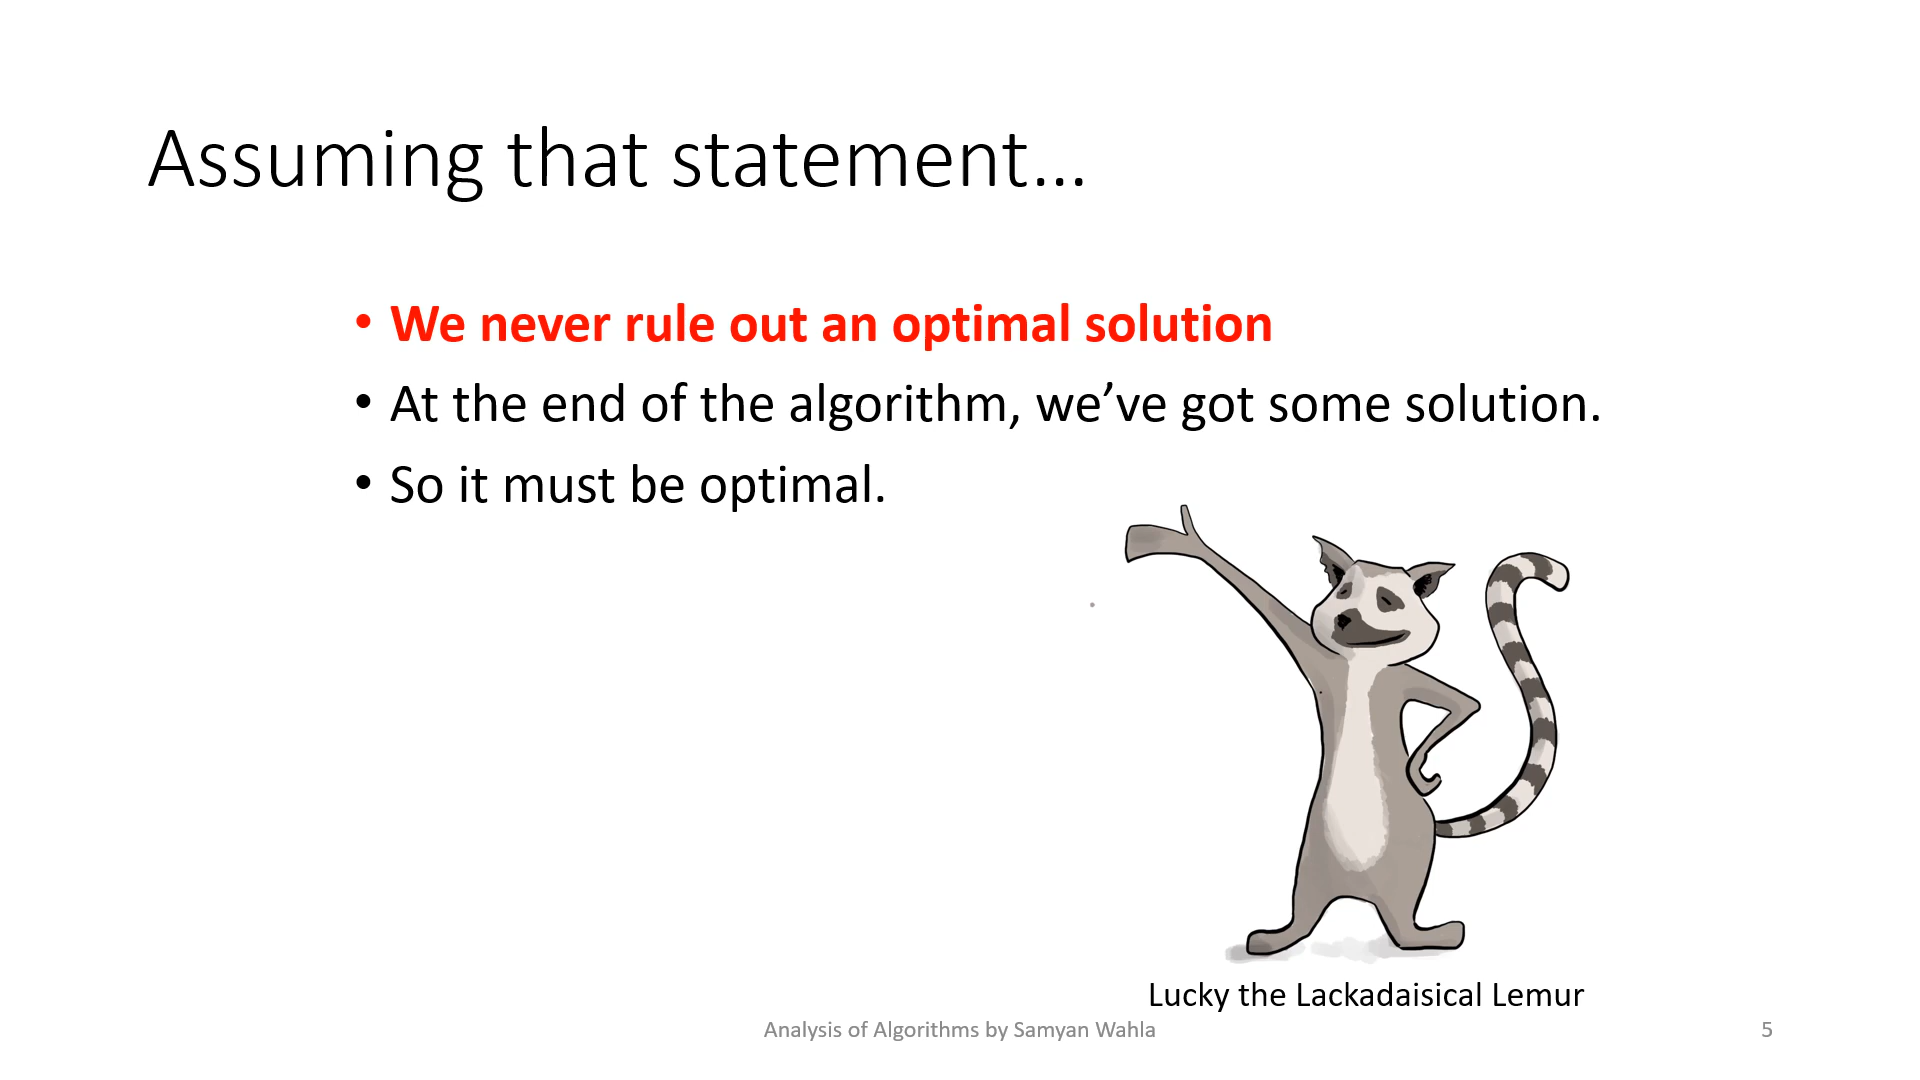 Assuming that statement…
• We never rule out an optimal solution
• At the end of the algorithm, we’ve got some solution.
• So it must be optimal.
Lucky the Lackadaisical Lemur
Analysis of Algorithms by Samyan Wahla
5